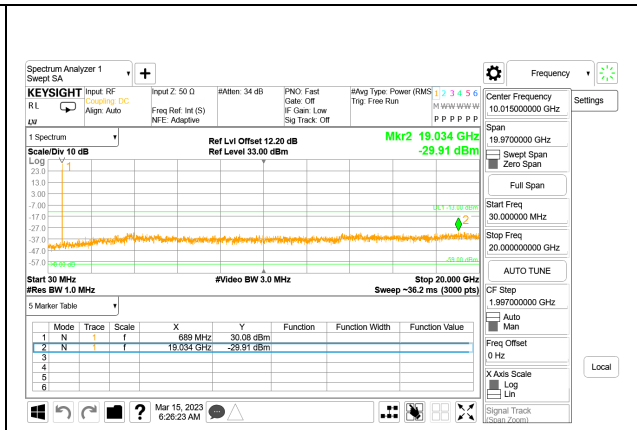 Spectrum Analyzer 1
Swept SA
+
Frequency
KEYSIGHT Input: RF Input Z: 50 Ω #Atten: 34 dB PNO: Fast #Avg Type: Power (RMS 1 2 3 4 5 6
RL Coupling: DC Gate: Off Trig: Free Run M W W W W W
Align: Auto Freq Ref: Int (S) IF Gain: Low
LXI NFE: Adaptive Sig Track: Off P P P P P P
1 Spectrum
Ref Lvl Offset 12.20 dB Mkr2 19.034 GHz
Scale/Div 10 dB Ref Level 33.00 dBm -29.91 dBm
Log
1
23.0
13.0
3.00
-7.00
DL1 -13.00 dBm
-17.0
2
-27.0
-37.0
-47.0
-57.0
Start 30 MHz #Video BW 3.0 MHz Stop 20.000 GHz
#Res BW 1.0 MHz Sweep ~36.2 ms (3000 pts)
5 Marker Table
Mode Trace Scale X Y Function Function Width Function Value
1 N 1 f 689 MHz 30.08 dBm
2 N 1 f 19.034 GHz -29.91 dBm
3
4
5
6
?
Mar 15, 2023
6:26:23 AM
Center Frequency
10.015000000 GHz
Settings
Span
19.9700000 GHz
Swept Span
Zero Span
Full Span
Start Freq
30.000000 MHz
Stop Freq
20.000000000 GHz
AUTO TUNE
CF Step
1.997000000 GHz
Auto
Man
Freq Offset
0 Hz
X Axis Scale
Log
Lin
Local
Signal Track
(Span Zoom)